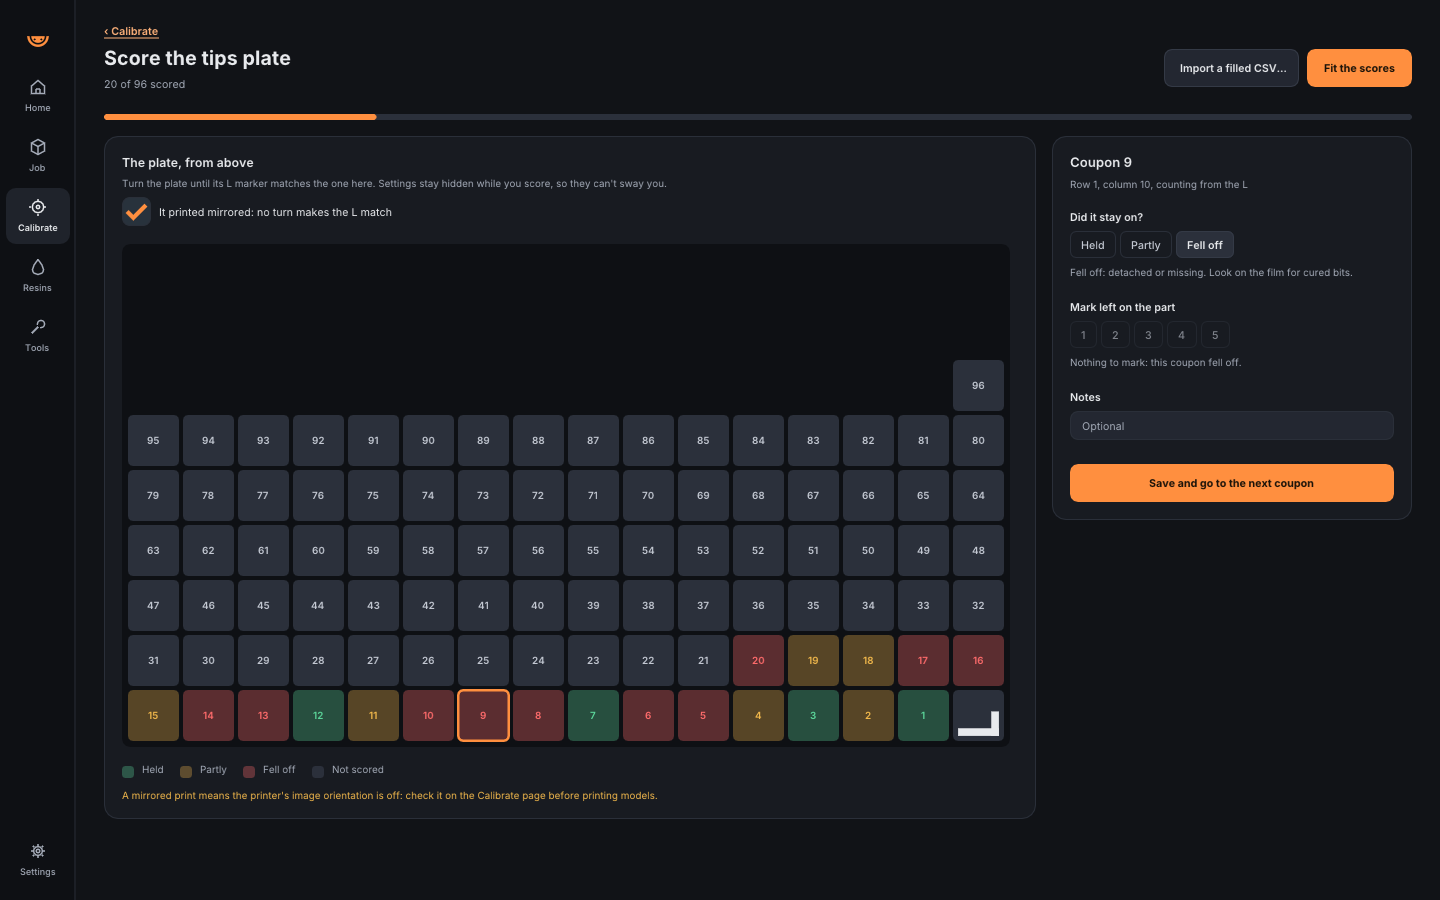 ‹ Calibrate
Score the tips plate
20 of 96 scored
Import a filled CSV...
Fit the scores
Home
Job
Calibrate
Resins
Tools
Settings
The plate, from above
Turn the plate until its L marker matches the one here. Settings stay hidden while you score, so they can't sway you.
It printed mirrored: no turn makes the L match
96
95 94 93 92 91 90 89 88 87 86 85 84 83 82 81 80
79 78 77 76 75 74 73 72 71 70 69 68 67 66 65 64
63 62 61 60 59 58 57 56 55 54 53 52 51 50 49 48
47 46 45 44 43 42 41 40 39 38 37 36 35 34 33 32
31 30 29 28 27 26 25 24 23 22 21 20 19 18 17 16
15 14 13 12 11 10 9 8 7 6 5 4 3 2 1
Held Partly Fell off Not scored
A mirrored print means the printer's image orientation is off: check it on the Calibrate page before printing models.
Coupon 9
Row 1, column 10, counting from the L
Did it stay on?
Held Partly Fell off
Fell off: detached or missing. Look on the film for cured bits.
Mark left on the part
1 2 3 4 5
Nothing to mark: this coupon fell off.
Notes
Optional
Save and go to the next coupon